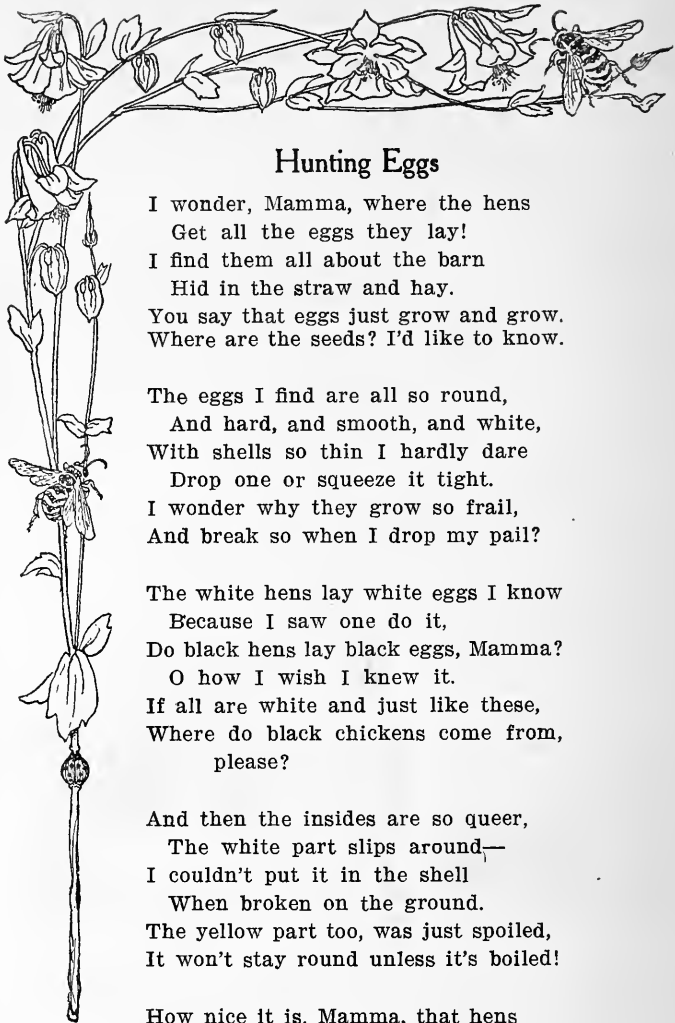 Hunting Eggs
I wonder, Mamma, where the hens
Get all the eggs they lay!
I find them all about the barn
Hid in the straw and hay.
You say that eggs just grow and grow.
Where are the seeds? I'd like to know.
The eggs I find are all so round,
And hard, and smooth, and white,
With shells so thin I hardly dare
Drop one or squeeze it tight.
I wonder why they grow so frail,
And break so when I drop my pail?
The white hens lay white eggs I know
Because I saw one do it,
Do black hens lay black eggs, Mamma?
O how I wish I knew it.
If all are white and just like these,
Where do black chickens come from,
please?
And then the insides are so queer,
The white part slips around—
I couldn't put it in the shell
When broken on the ground.
The yellow part too, was just spoiled,
It won't stay round unless it's boiled!
How nice it is, Mamma, that hens